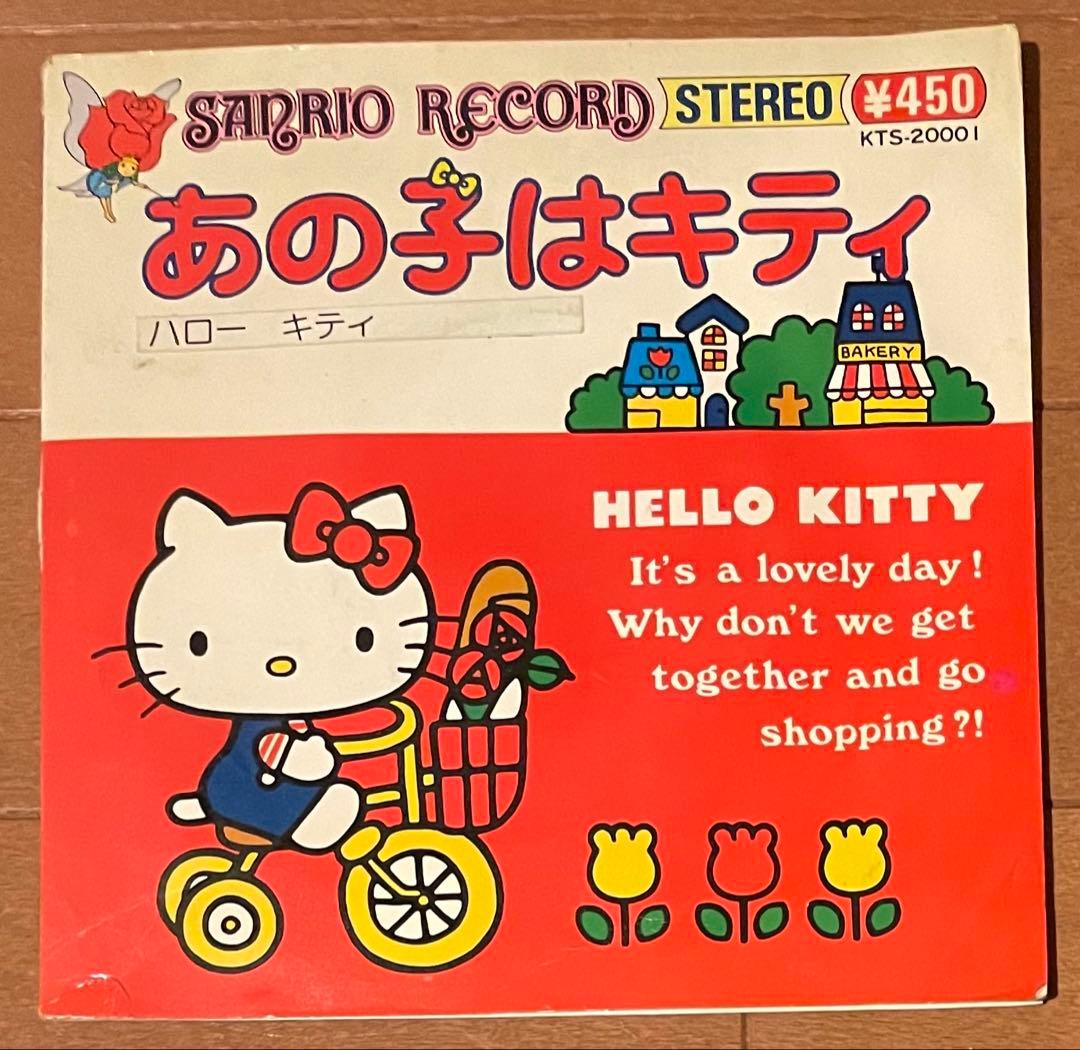 SANRIO RECORD STEREO ¥450
KTS-20001
あの子はキティ
ハロー　キティ
BAKERY
HELLO KITTY
It's a lovely day!
Why don't we get
together and go
shopping?!